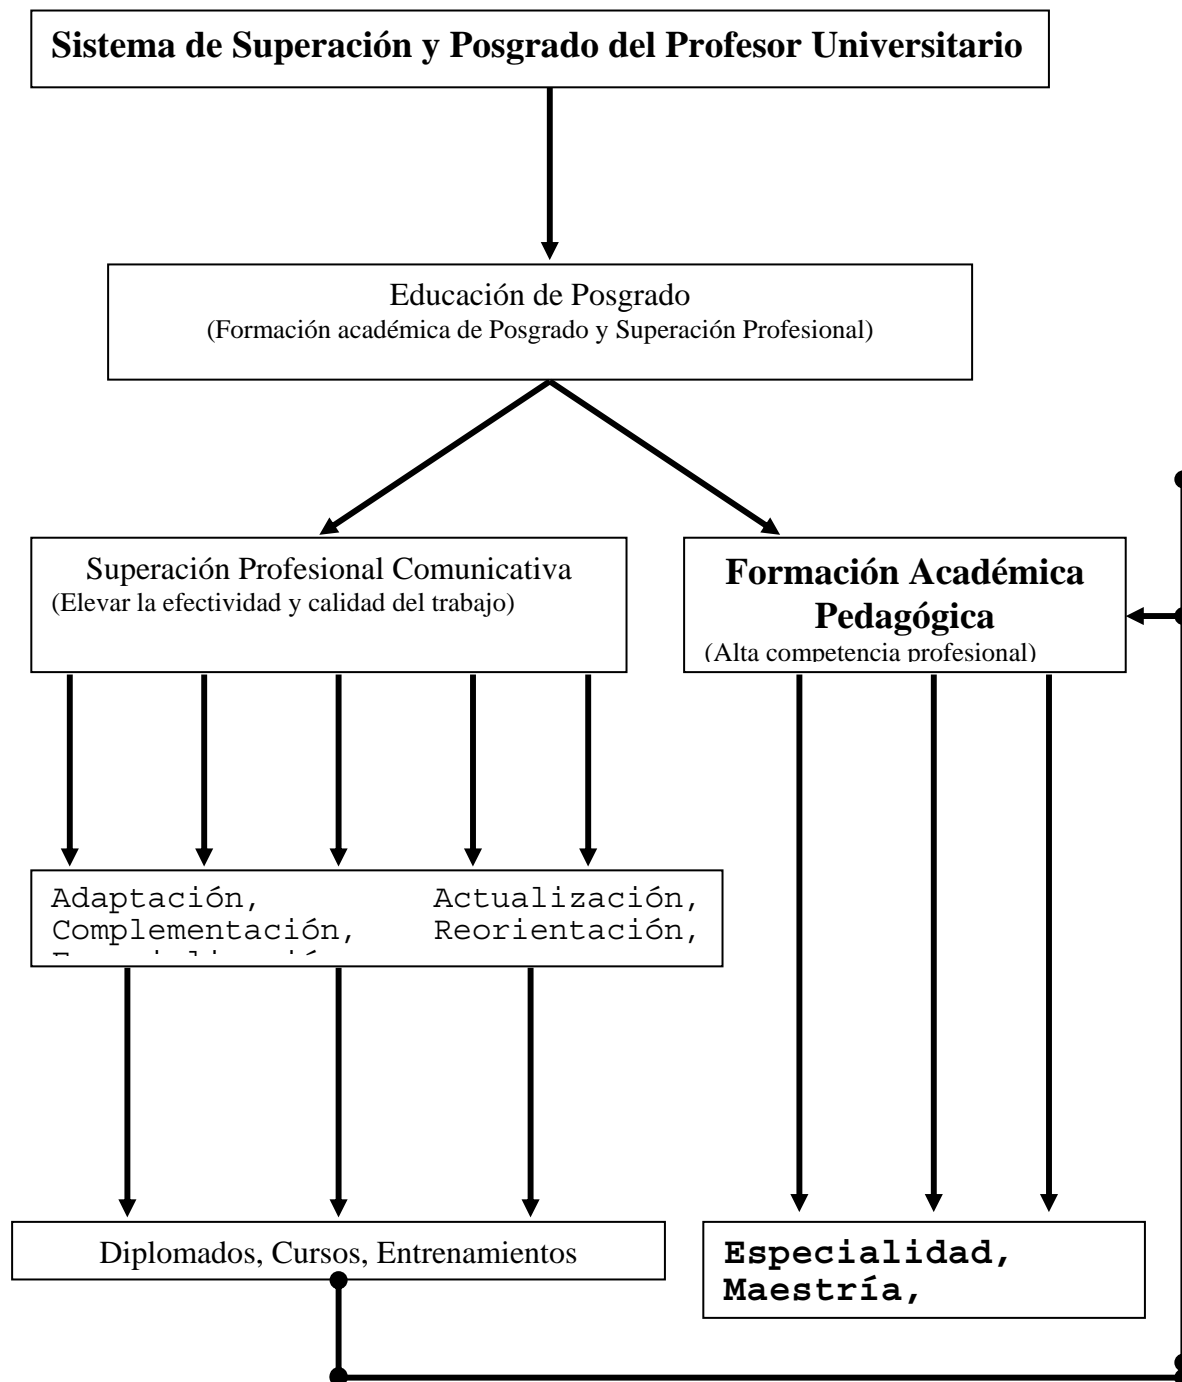 Sistema de Superación y Posgrado del Profesor Universitario
Educación de Posgrado
(Formación académica de Posgrado y Superación Profesional)
Superación Profesional Comunicativa
(Elevar la efectividad y calidad del trabajo)
Formación Académica
Pedagógica
(Alta competencia profesional)
Adaptación, Actualización,
Complementación, Reorientación,
Diplomados, Cursos, Entrenamientos
Especialidad,
Maestría,